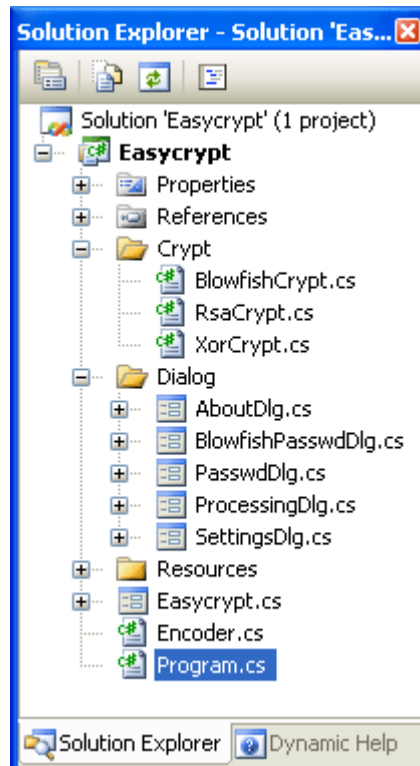 Solution Explorer - Solution 'Eas...
Solution 'Easycrypt' (1 project)
Easycrypt
Properties
References
Crypt
BlowfishCrypt.cs
RsaCrypt.cs
XorCrypt.cs
Dialog
AboutDlg.cs
BlowfishPasswdDlg.cs
PasswdDlg.cs
ProcessingDlg.cs
SettingsDlg.cs
Resources
Easycrypt.cs
Encoder.cs
Program.cs
Solution Explorer Dynamic Help